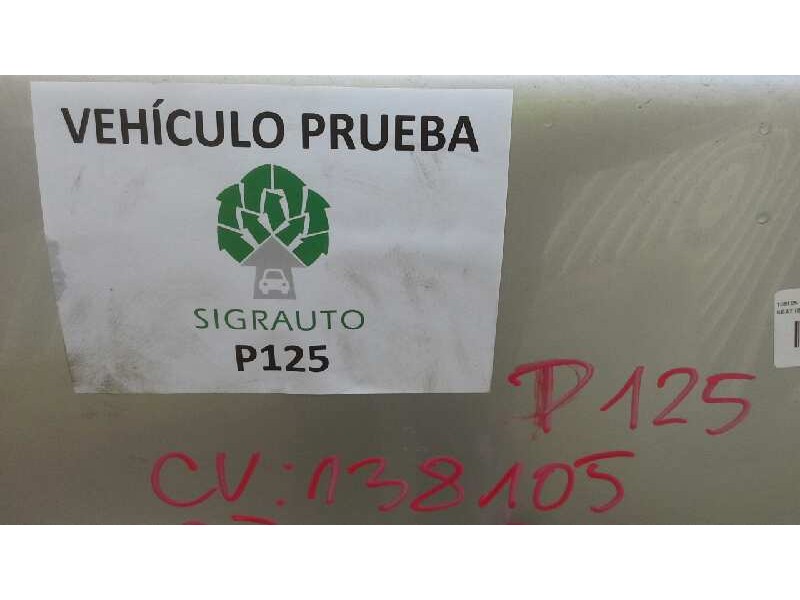 VEHÍCULO PRUEBA
SIGRAUTO
P125
P125
CV:138105